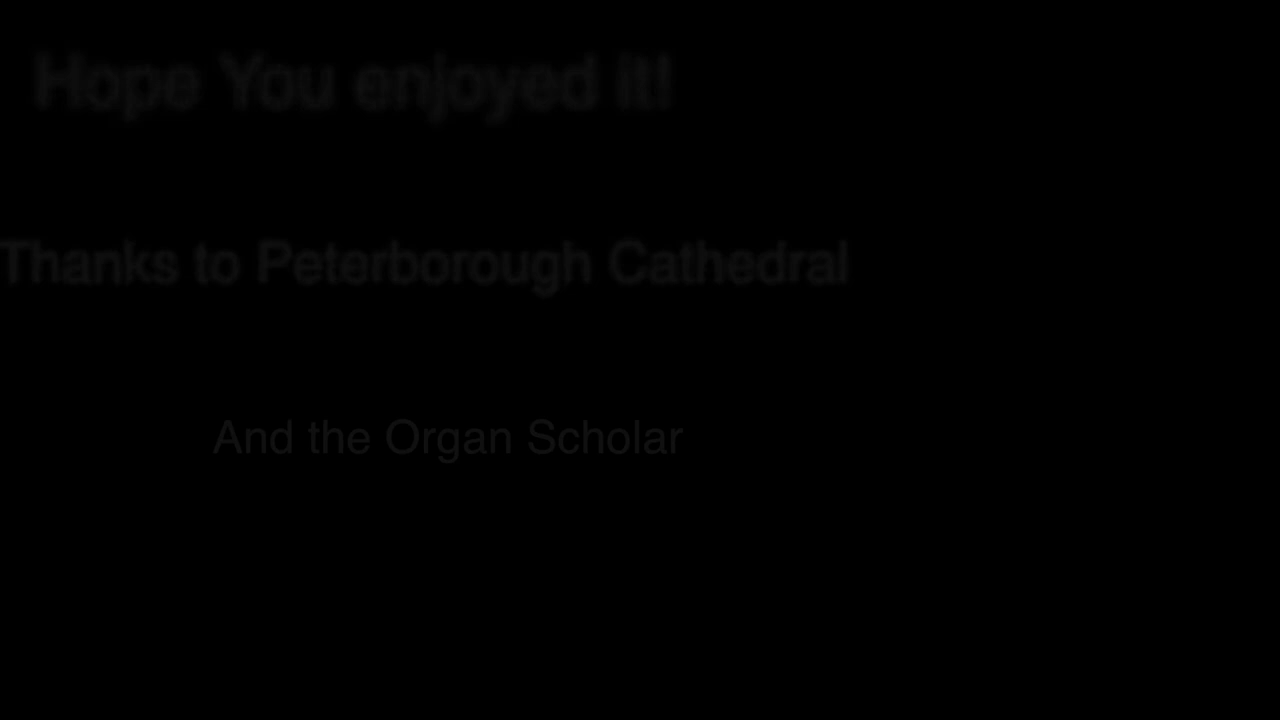 Hope You enjoyed it!
Thanks to Peterborough Cathedral
And the Organ Scholar